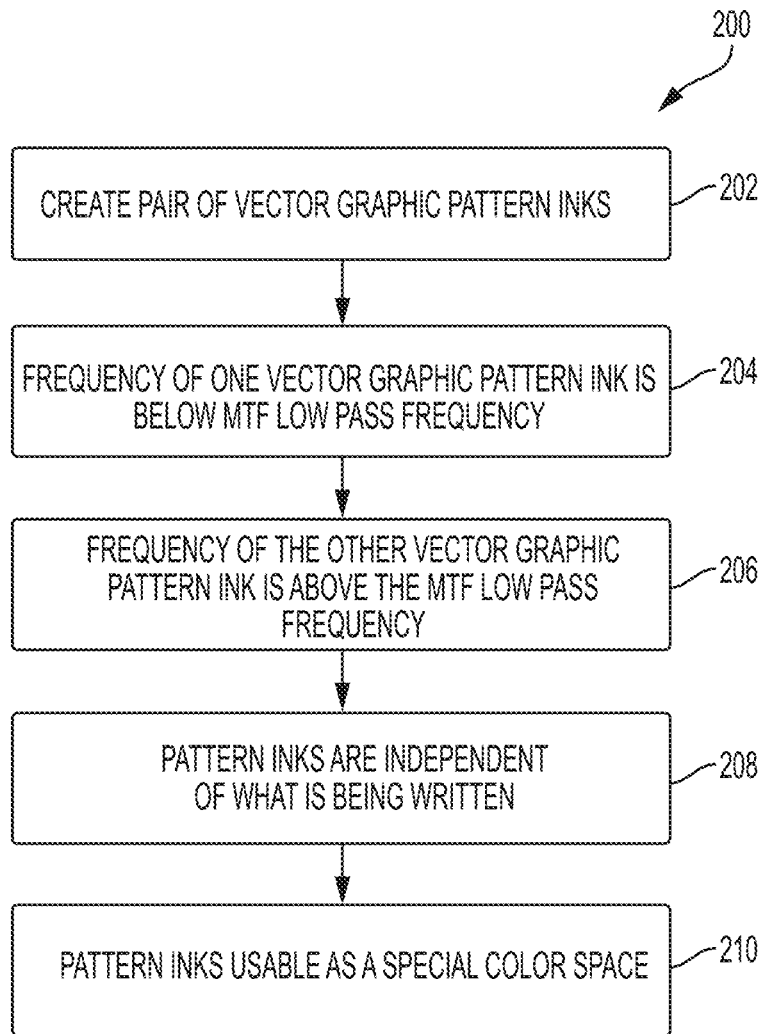 200
CREATE PAIR OF VECTOR GRAPHIC PATTERN INKS
202
FREQUENCY OF ONE VECTOR GRAPHIC PATTERN INK IS
BELOW MTF LOW PASS FREQUENCY
204
FREQUENCY OF THE OTHER VECTOR GRAPHIC
PATTERN INK IS ABOVE THE MTF LOW PASS
FREQUENCY
206
PATTERN INKS ARE INDEPENDENT
OF WHAT IS BEING WRITTEN
208
PATTERN INKS USABLE AS A SPECIAL COLOR SPACE
210